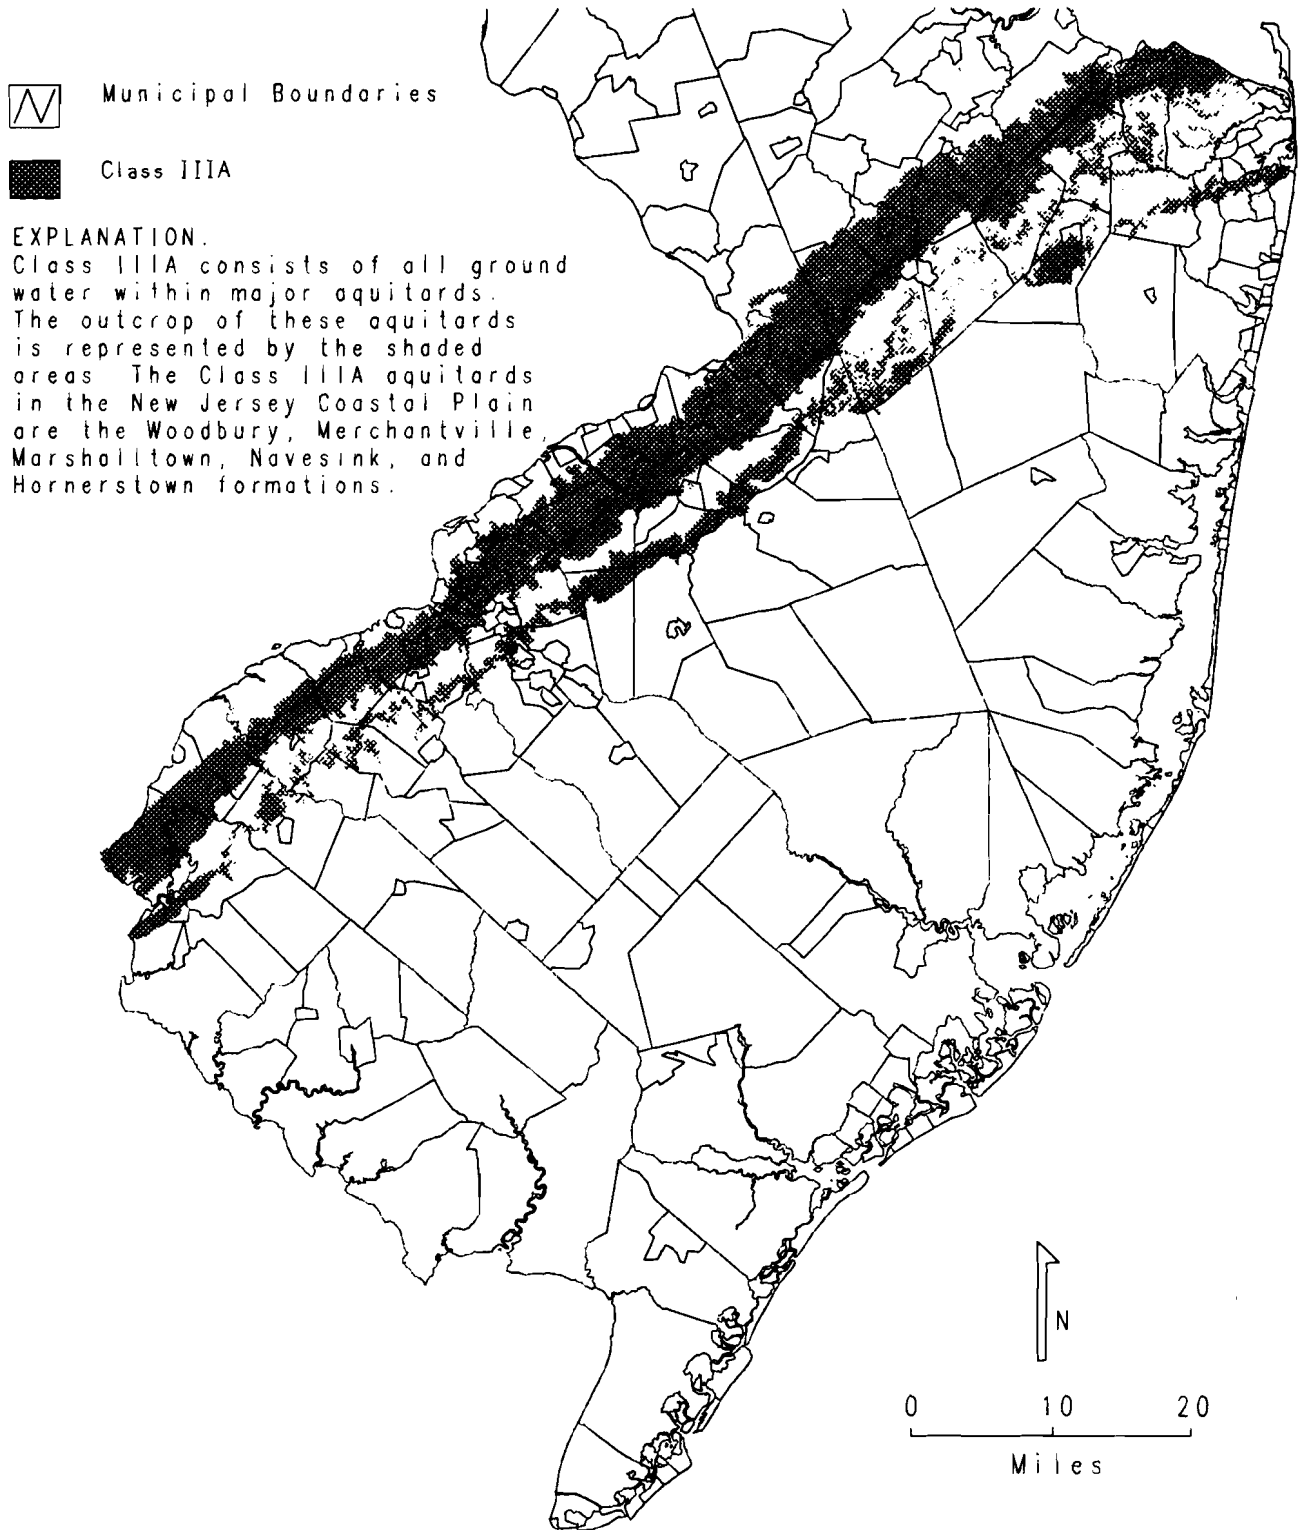 Municipal Boundaries
Class IIIA
EXPLANATION.
Class IIIA consists of all ground
water within major aquitards.
The outcrop of these aquitards
is represented by the shaded
areas The Class IIIA aquitards
in the New Jersey Coastal Plain
are the Woodbury, Merchantville,
Marshalltown, Navesink, and
Hornerstown formations.
N
0 10 20
Miles